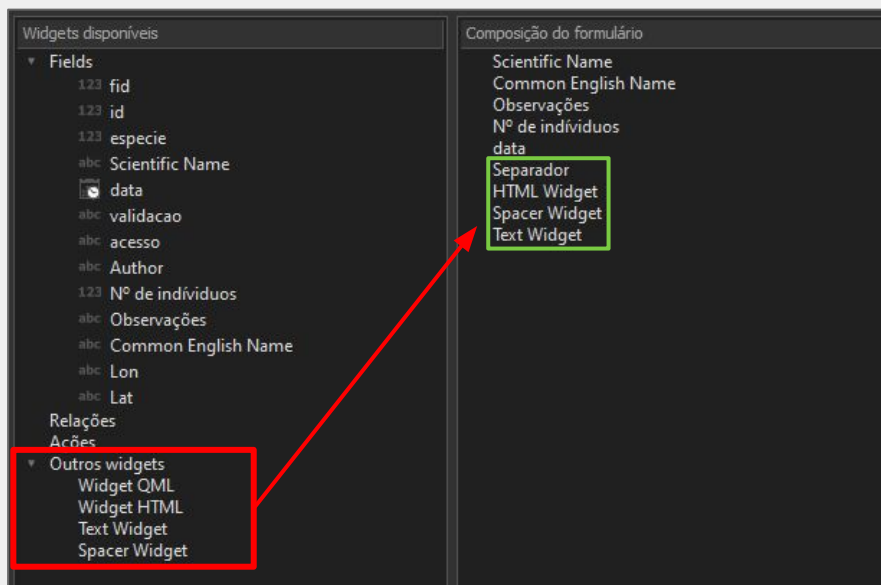 Widgets disponíveis
Fields
123 fid
123 id
123 especie
abc Scientific Name
data
abc validacao
abc acesso
abc Author
123 Nº de indíviduos
abc Observações
abc Common English Name
abc Lon
abc Lat
Relações
Ações
Outros widgets
Widget QML
Widget HTML
Text Widget
Spacer Widget
Composição do formulário
Scientific Name
Common English Name
Observações
Nº de indíviduos
data
Separador
HTML Widget
Spacer Widget
Text Widget